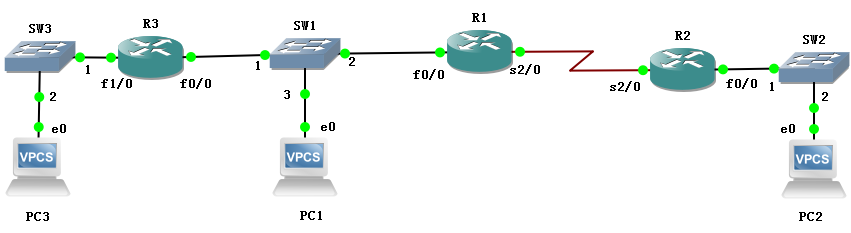 SW3
R3
SW1
R1
R2
SW2
1
f1/0
f0/0
1
2
f0/0
s2/0
s2/0
f0/0
1
2
3
2
e0
e0
e0
VPCS
VPCS
VPCS
PC3
PC1
PC2